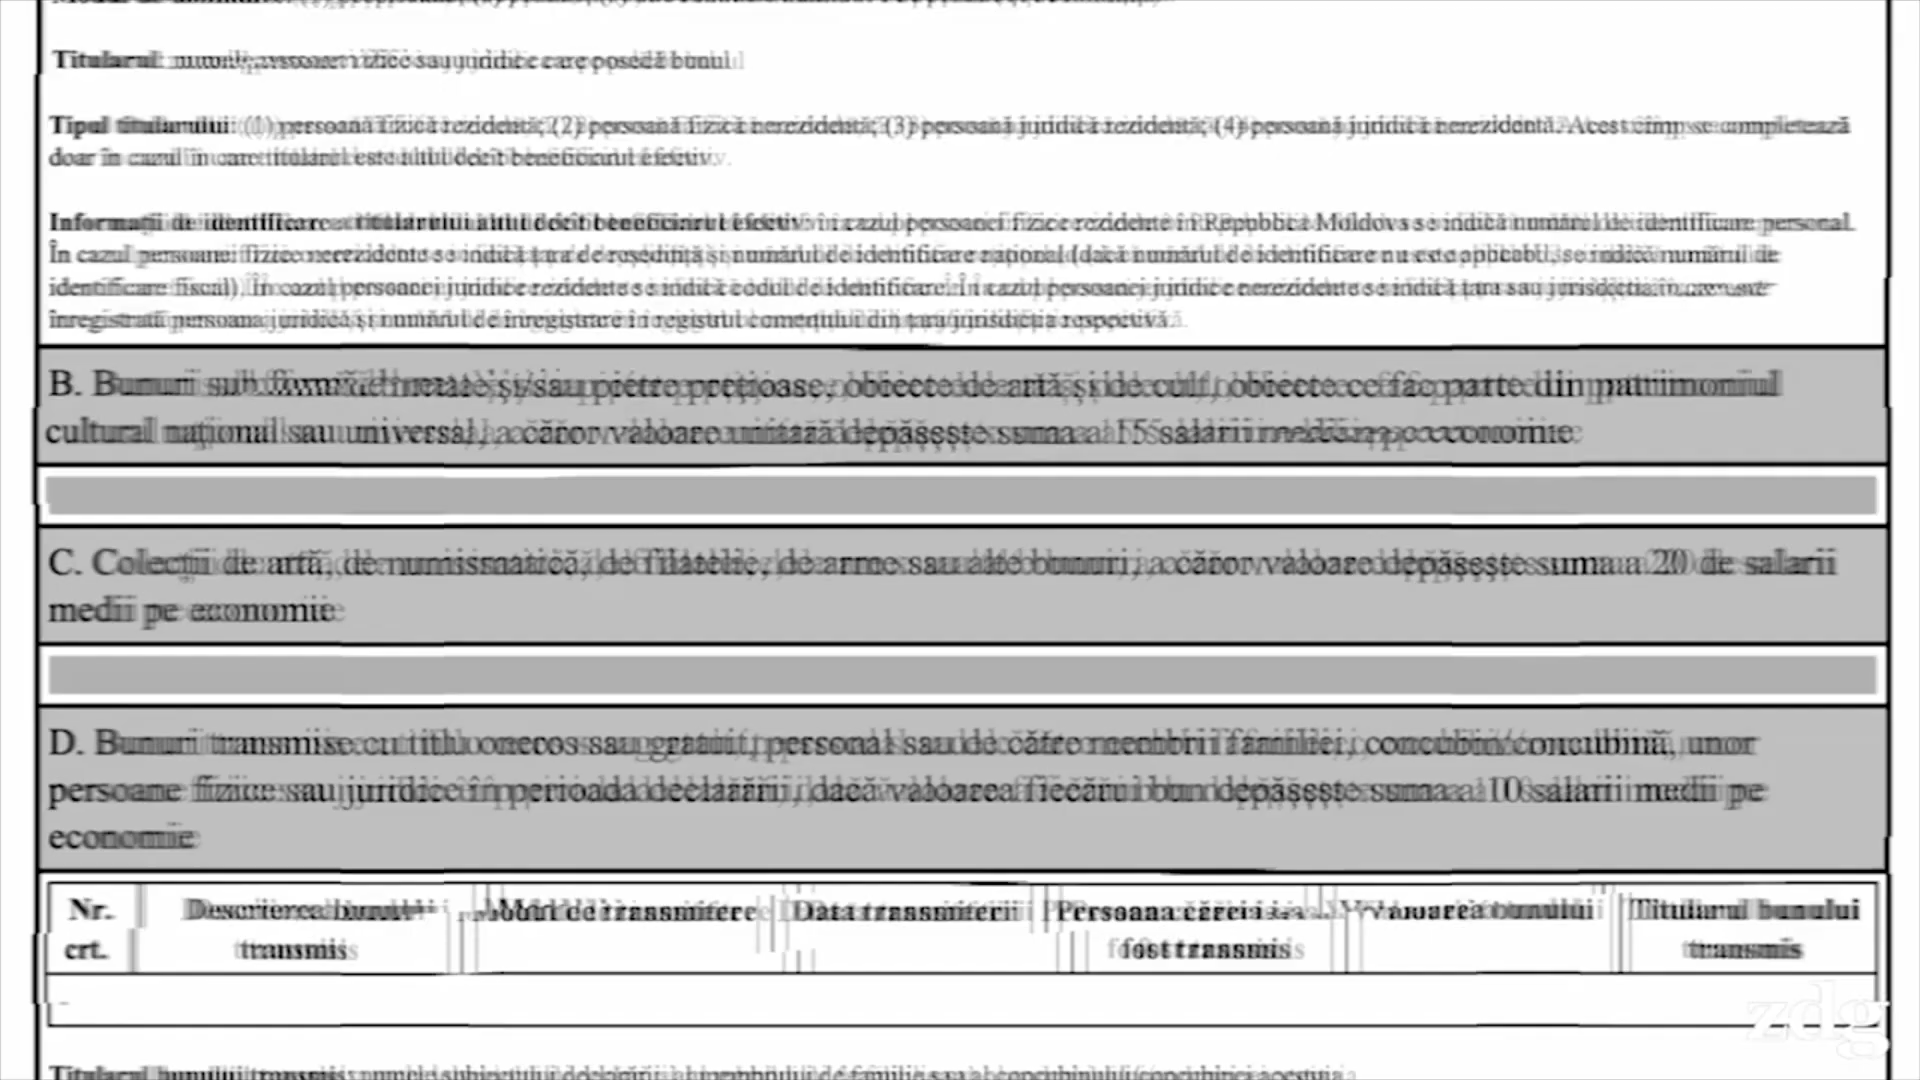 Titularul: numele persoanei fizice sau juridice care posedă bunul
Tipul titularului: (1) persoană fizică rezidentă; (2) persoană fizică nerezidentă; (3) persoană juridică rezidentă; (4) persoană juridică nerezidentă. Acest cîmp se completează
doar în cazul în care titularul este altul decît beneficiarul efectiv.
Informații de identificare a titularului altul decît beneficiarul efectiv: în cazul persoanei fizice rezidente în Republica Moldova se indică numărul de identificare personal.
În cazul persoanei fizice nerezidente se indică țara de reședință și numărul de identificare național (dacă numărul de identificare nu este aplicabil, se indică numărul de
identificare fiscal). În cazul persoanei juridice rezidente se indică codul de identificare. În cazul persoanei juridice nerezidente se indică țara sau jurisdicția în care este
înregistrată persoana juridică și numărul de înregistrare în registrul comerțului din țara/jurisdicția respectivă.
B. Bunuri sub formă de metale și/sau pietre prețioase, obiecte de artă și de cult, obiecte ce fac parte din patrimoniul
cultural național sau universal, a căror valoare unitară depășește suma a 15 salarii medii pe economie
C. Colecții de artă, de numismatică, de filatelie, de arme sau alte bunuri, a căror valoare depășește suma a 20 de salarii
medii pe economie
D. Bunuri transmise cu titlu oneros sau gratuit, personal sau de către membrii familiei, concubin/concubină, unor
persoane fizice sau juridice în perioada declarării, dacă valoarea fiecărui bun depășește suma a 10 salarii medii pe
economie
Nr. Descrierea bunului Modul de transmitere Data transmiterii Persoana căreia i-a Valoarea bunului Titularul bunului
crt. transmis fost transmis transmis
zdg
Titularul bunului transmis: numele subiectului declarării, al membrului de familie sau al concubinului/concubinei acestuia